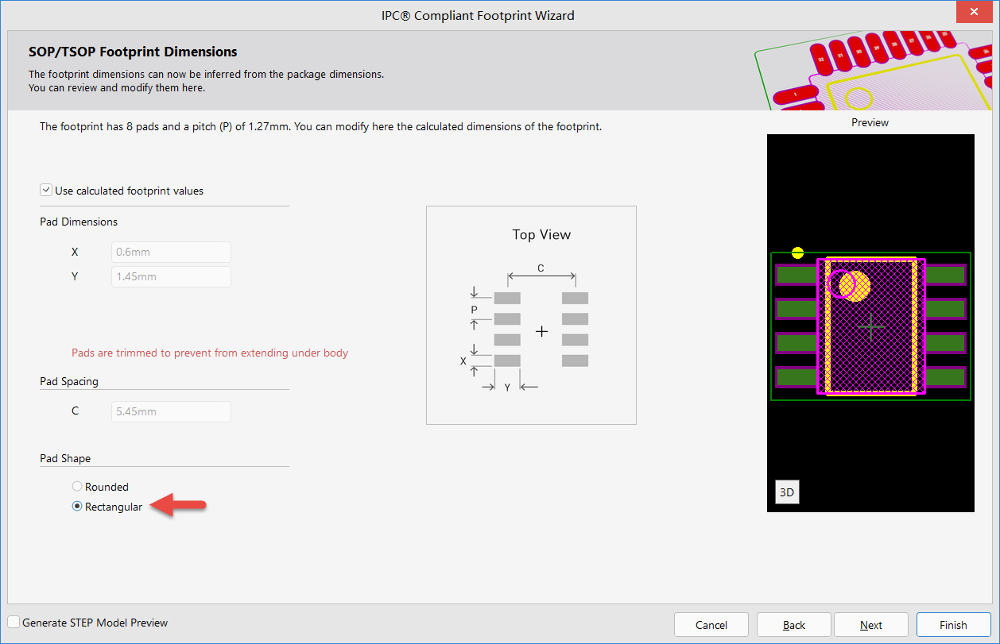 IPC® Compliant Footprint Wizard
SOP/TSOP Footprint Dimensions
The footprint dimensions can now be inferred from the package dimensions.
You can review and modify them here.
The footprint has 8 pads and a pitch (P) of 1.27mm. You can modify here the calculated dimensions of the footprint.
Preview
Use calculated footprint values
Pad Dimensions
X
0.6mm
Y
1.45mm
Pads are trimmed to prevent from extending under body
Pad Spacing
C
5.45mm
Pad Shape
Rounded
Rectangular
Top View
C
P
X
Y
3D
Generate STEP Model Preview
Cancel
Back
Next
Finish